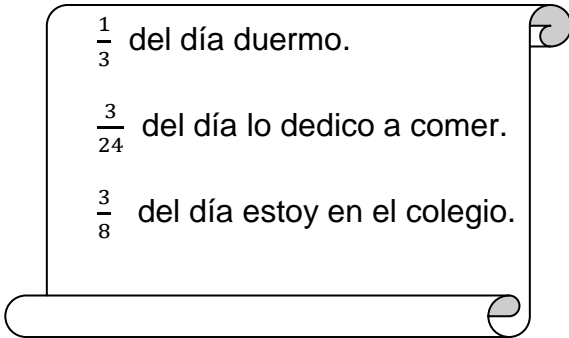 1/3 del día duermo.
3/24 del día lo dedico a comer.
3/8 del día estoy en el colegio.